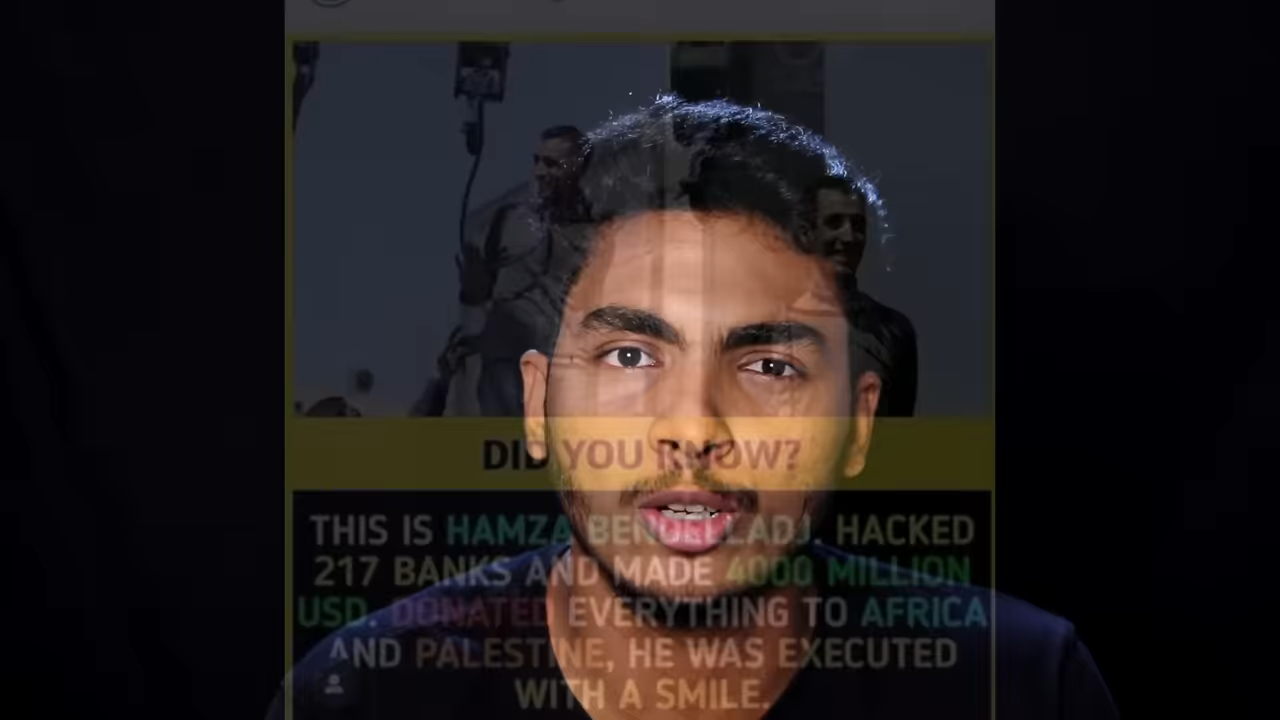 DID YOU KNOW?
THIS IS HAMZA BENDELLADJ. HACKED
217 BANKS AND MADE 4000 MILLION
USD. DONATED EVERYTHING TO AFRICA
AND PALESTINE, HE WAS EXECUTED
WITH A SMILE.